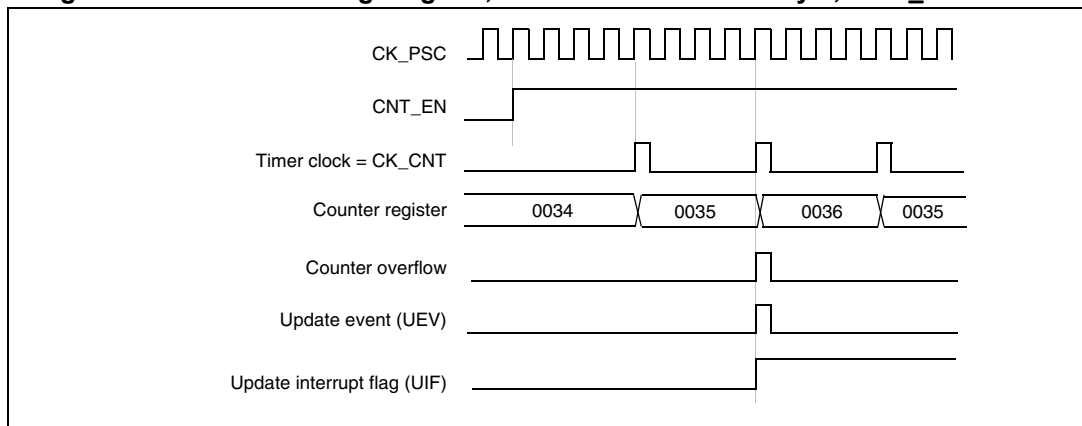 CK_PSC
CNT_EN
Timer clock = CK_CNT
Counter register 0034 0035 0036 0035
Counter overflow
Update event (UEV)
Update interrupt flag (UIF)